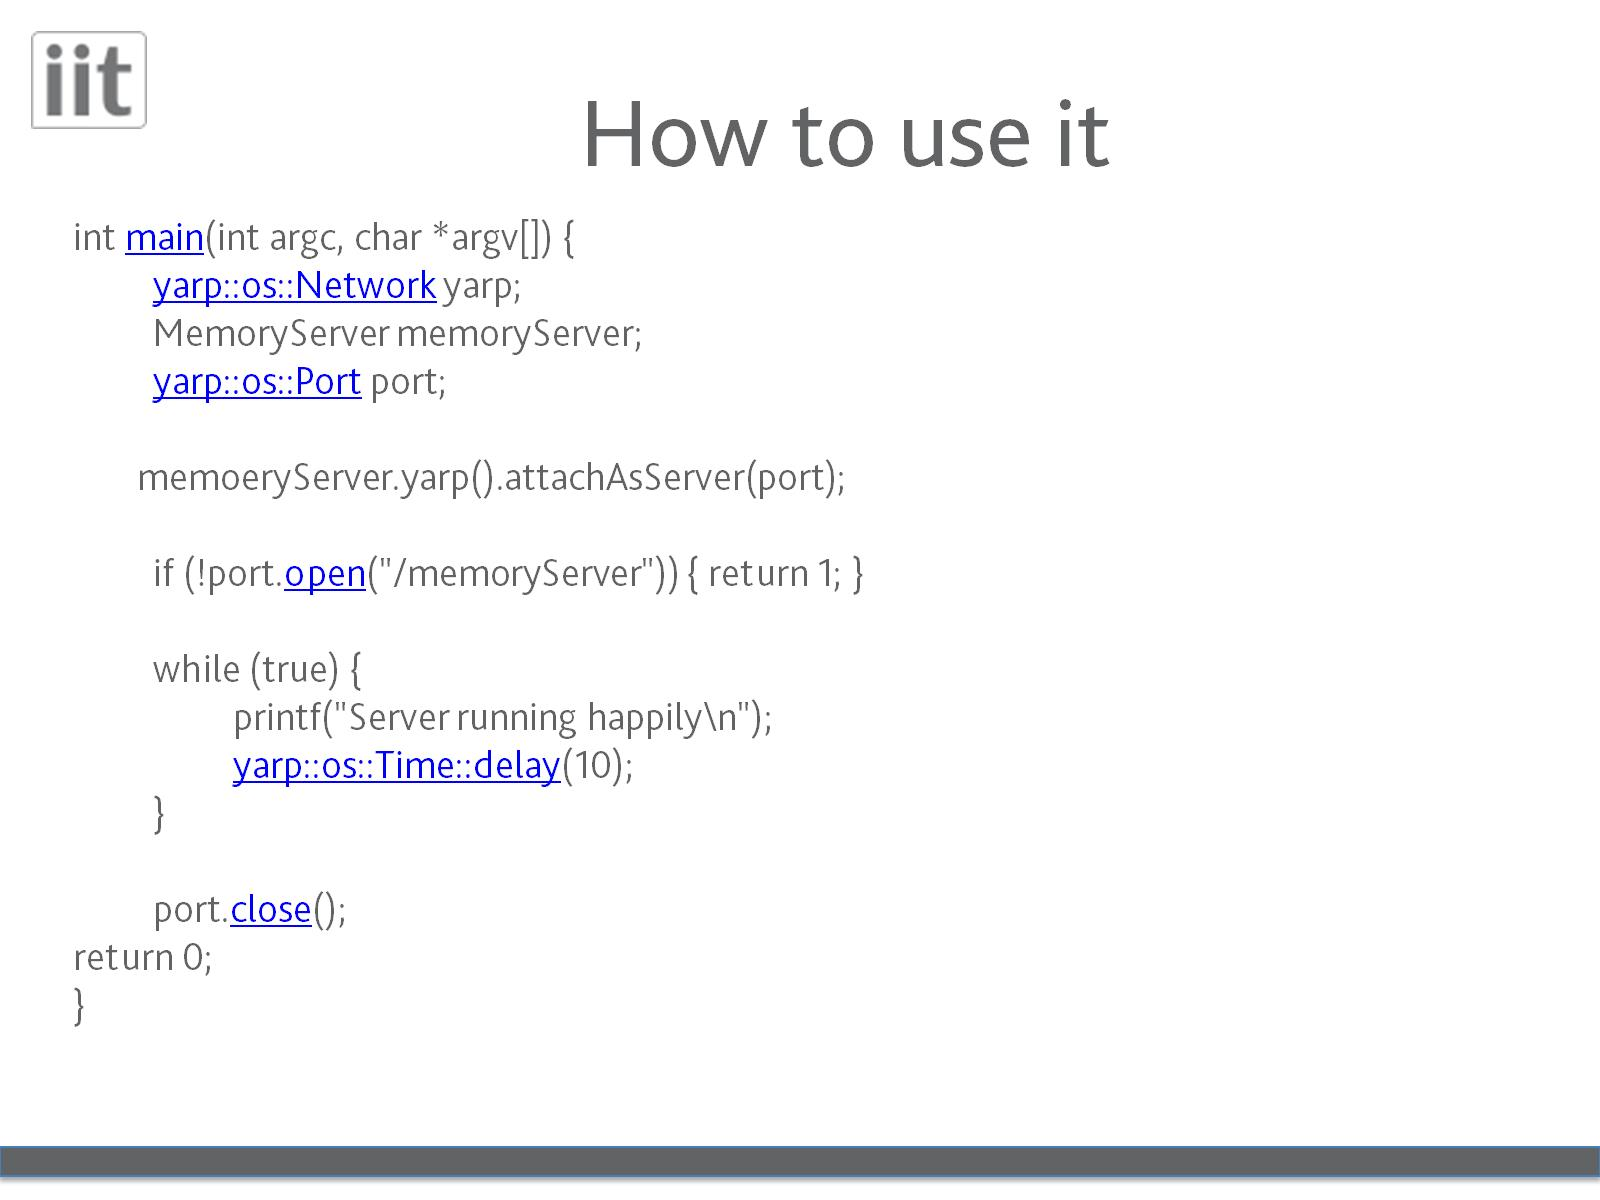 iit
How to use it
int main(int argc, char *argv[]) {
yarp::os::Network yarp;
MemoryServer memoryServer;
yarp::os::Port port;
memoeryServer.yarp().attachAsServer(port);
if (!port.open("/memoryServer")) { return 1; }
while (true) {
printf("Server running happily\n");
yarp::os::Time::delay(10);
}
port.close();
return 0;
}